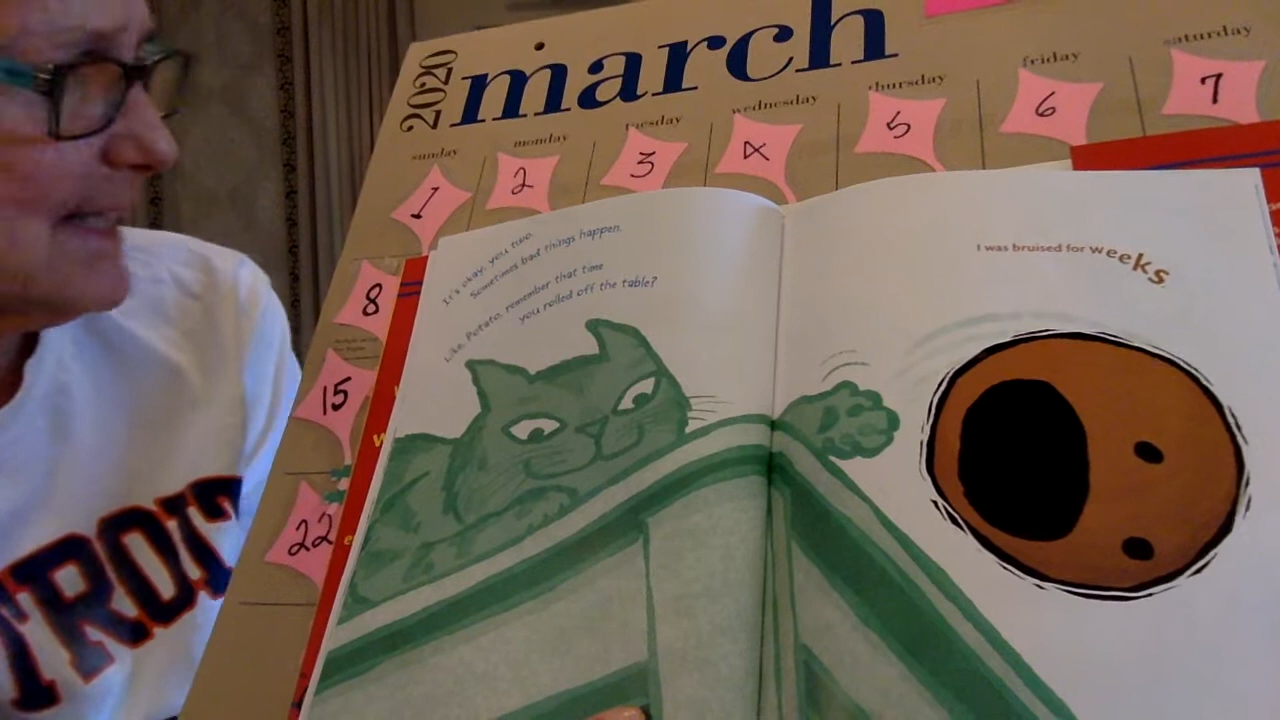 2020 march
sunday monday tuesday wednesday thursday friday saturday
1 2 3 4 5 6 7
8
15
22
It's okay, you two.
Sometimes bad things happen.
Like, Potato, remember that time
you rolled off the table?
I was bruised for weeks
TROIT